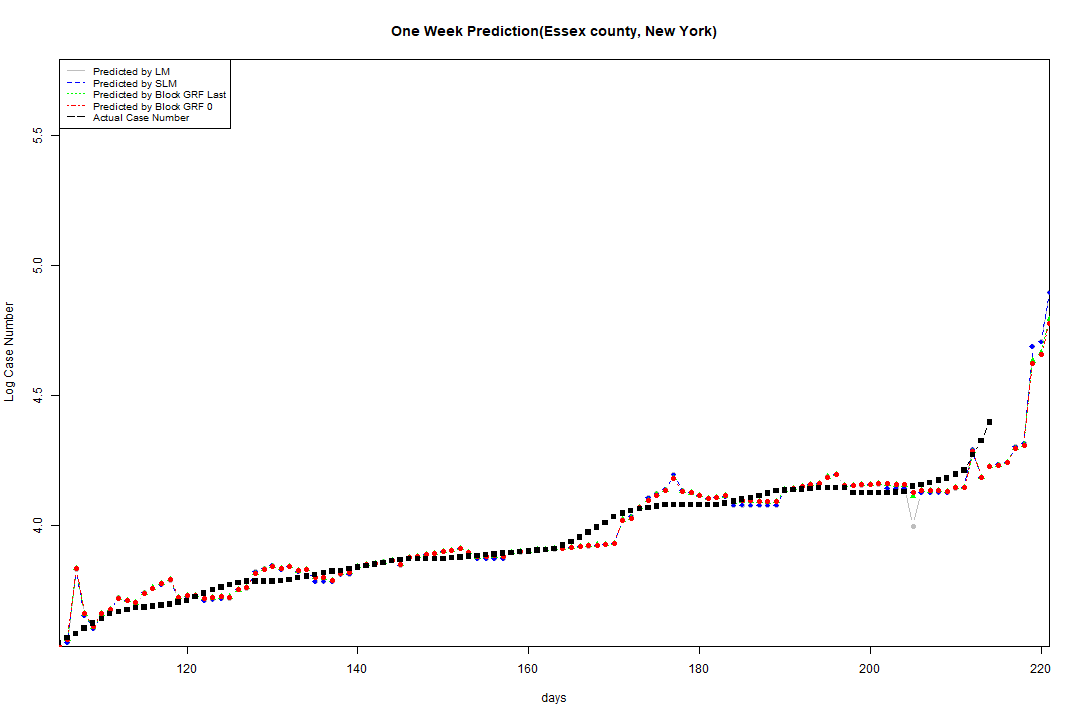 One Week Prediction(Essex county, New York)
Predicted by LM
Predicted by SLM
Predicted by Block GRF Last
Predicted by Block GRF 0
Actual Case Number
5.5
5.0
4.5
4.0
Log Case Number
120 140 160 180 200 220
days